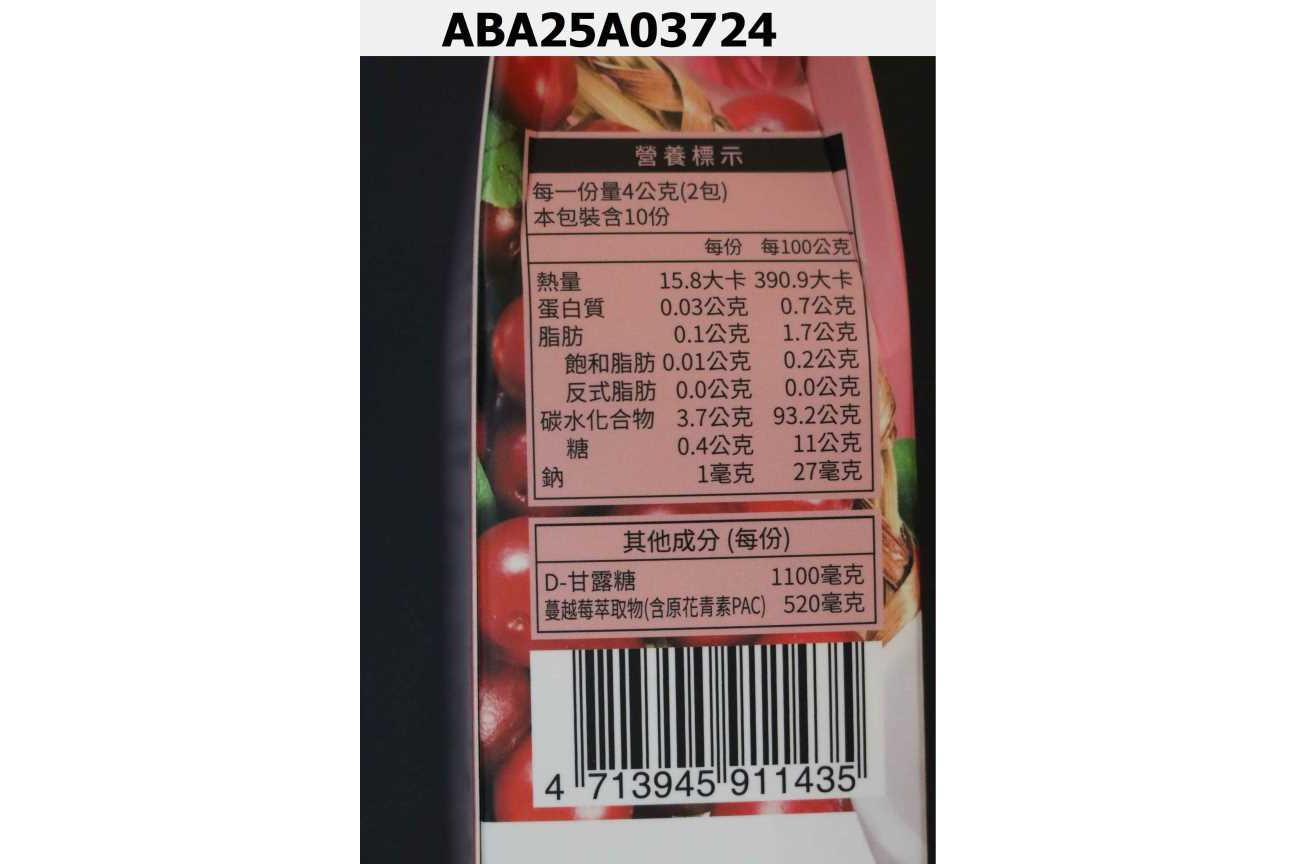 ABA25A03724
營養標示
每一份量4公克(2包)
本包裝含10份
每份 每100公克
熱量 15.8大卡 390.9大卡
蛋白質 0.03公克 0.7公克
脂肪 0.1公克 1.7公克
飽和脂肪 0.01公克 0.2公克
反式脂肪 0.0公克 0.0公克
碳水化合物 3.7公克 93.2公克
糖 0.4公克 11公克
鈉 1毫克 27毫克
其他成分 (每份)
D-甘露糖 1100毫克
蔓越莓萃取物(含原花青素PAC) 520毫克
4 713945 911435